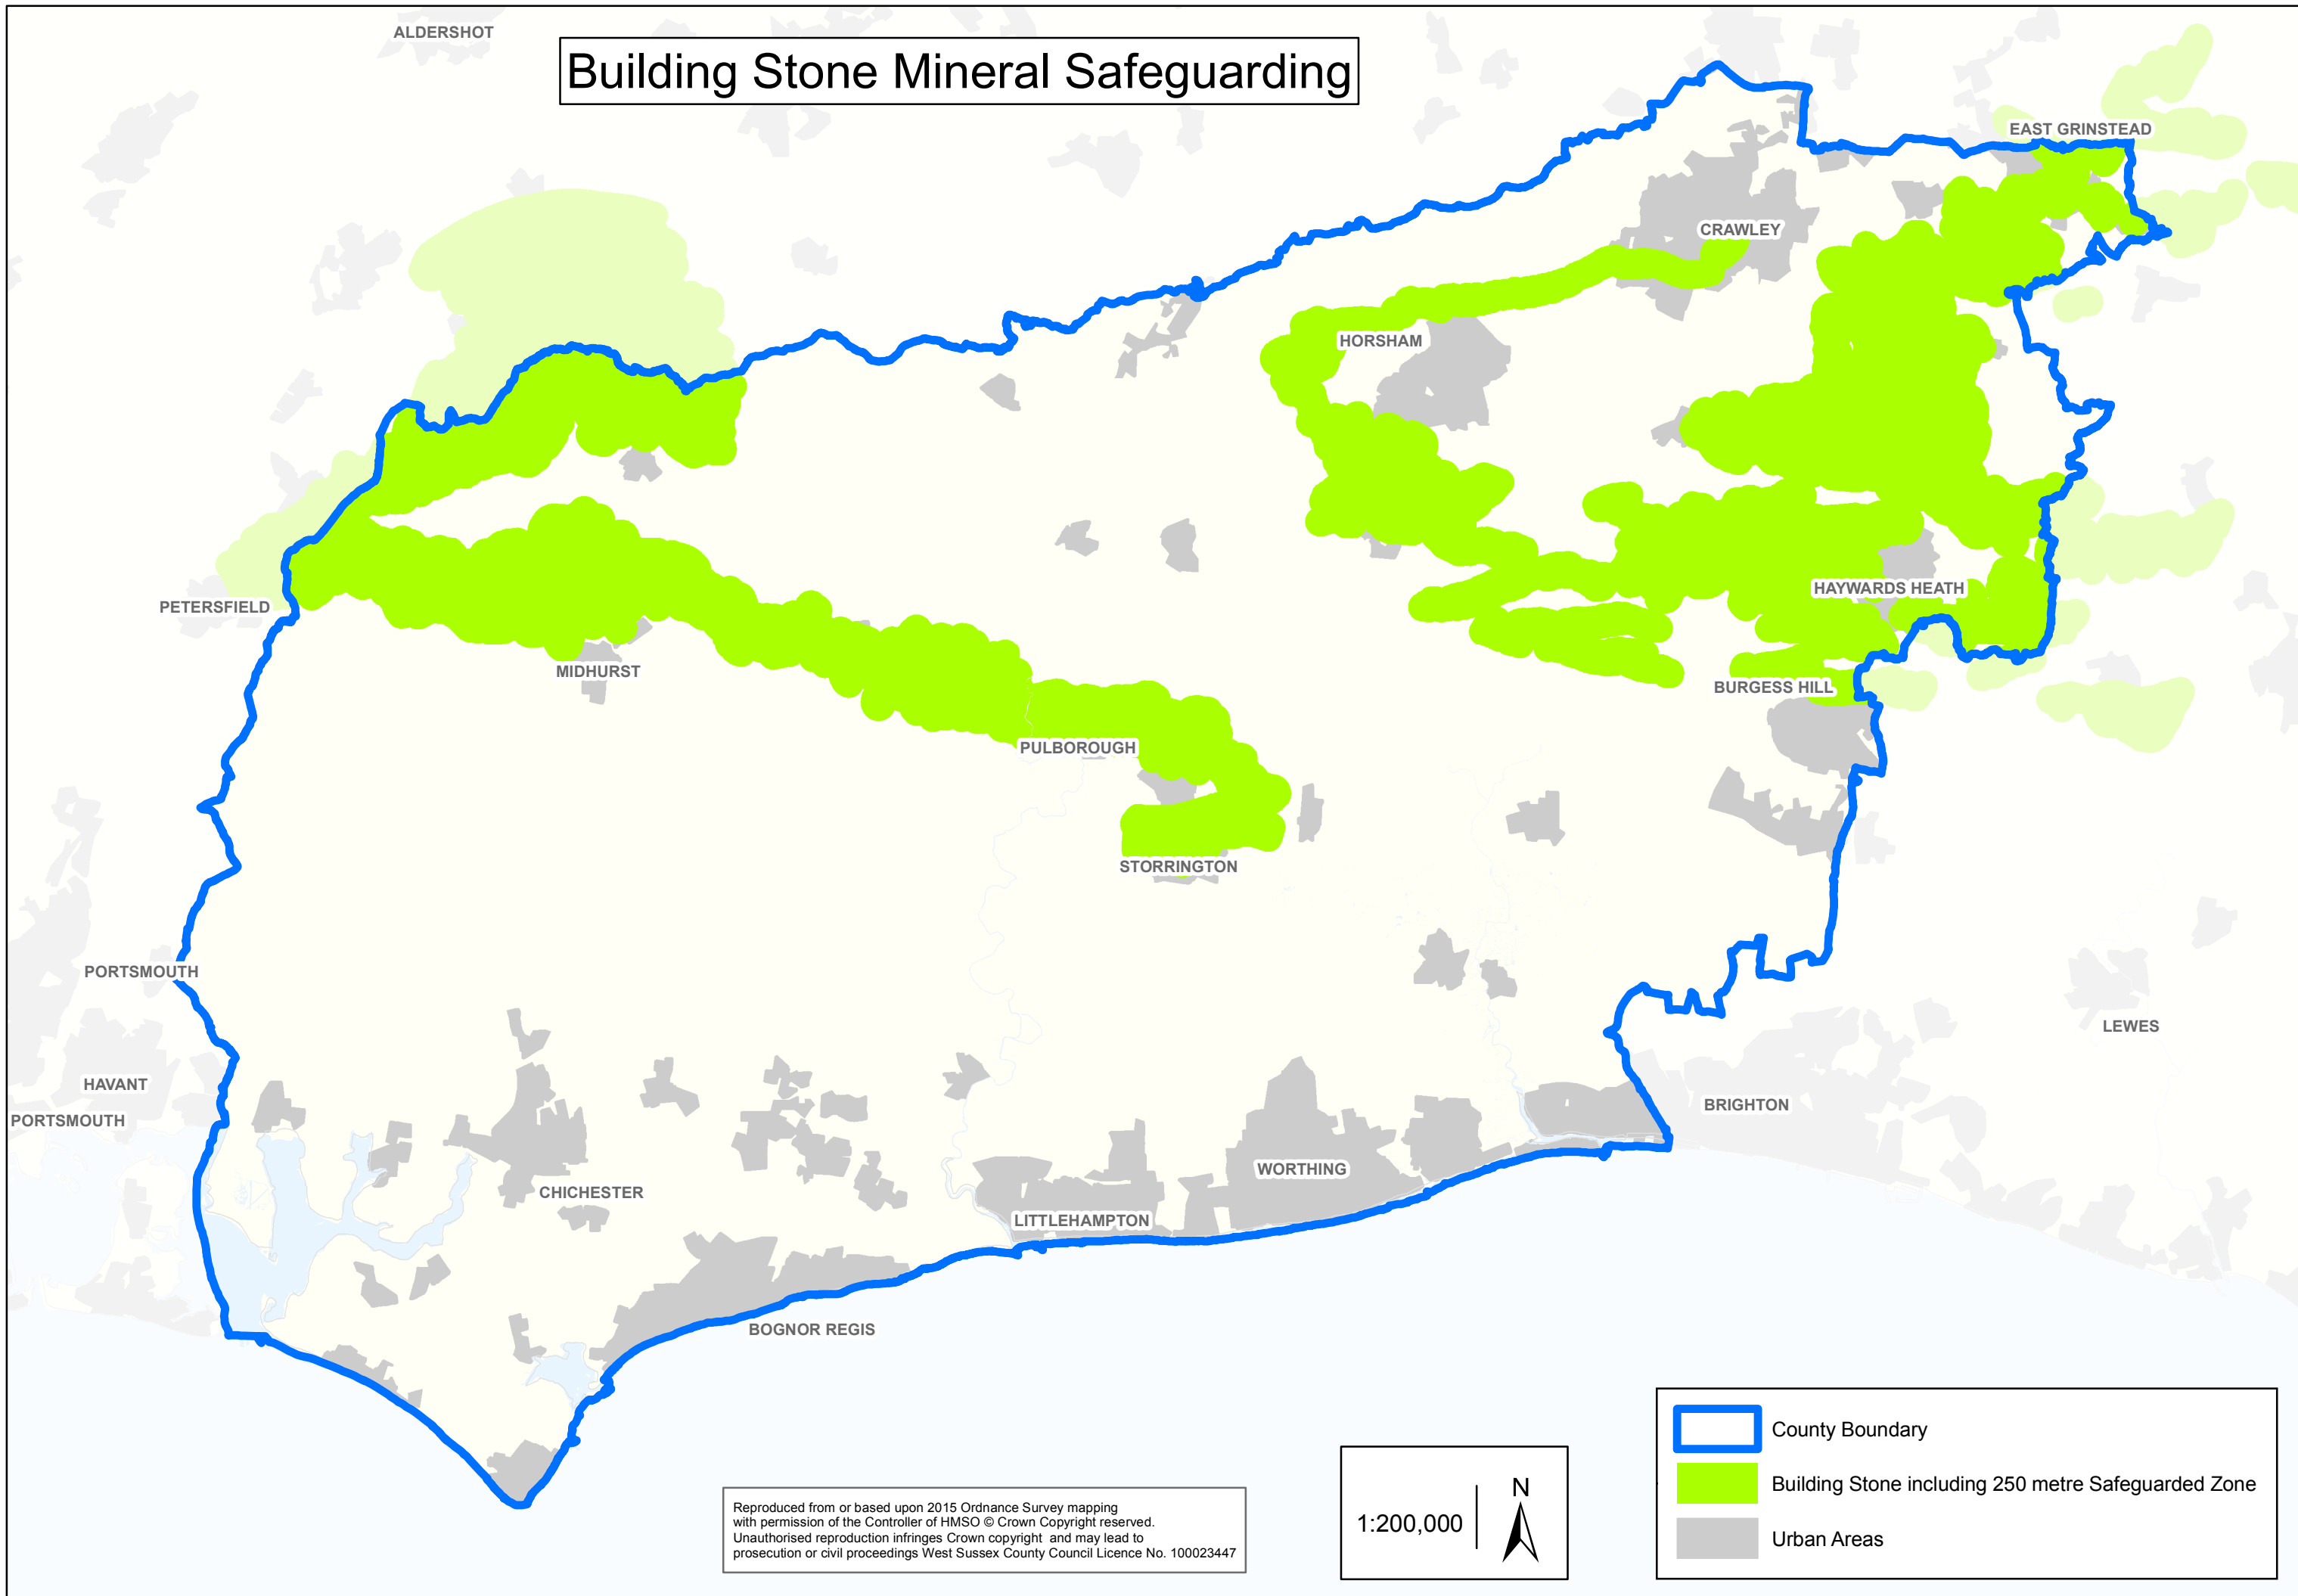 ALDERSHOT
Building Stone Mineral Safeguarding
EAST GRINSTEAD
CRAWLEY
HORSHAM
HAYWARDS HEATH
PETERSFIELD
MIDHURST
BURGESS HILL
PULBOROUGH
STORRINGTON
PORTSMOUTH
LEWES
HAVANT
BRIGHTON
PORTSMOUTH
WORTHING
CHICHESTER
LITTLEHAMPTON
BOGNOR REGIS
County Boundary
Building Stone including 250 metre Safeguarded Zone
Urban Areas
1:200,000
N
Reproduced from or based upon 2015 Ordnance Survey mapping
with permission of the Controller of HMSO © Crown Copyright reserved.
Unauthorised reproduction infringes Crown copyright and may lead to
prosecution or civil proceedings West Sussex County Council Licence No. 100023447